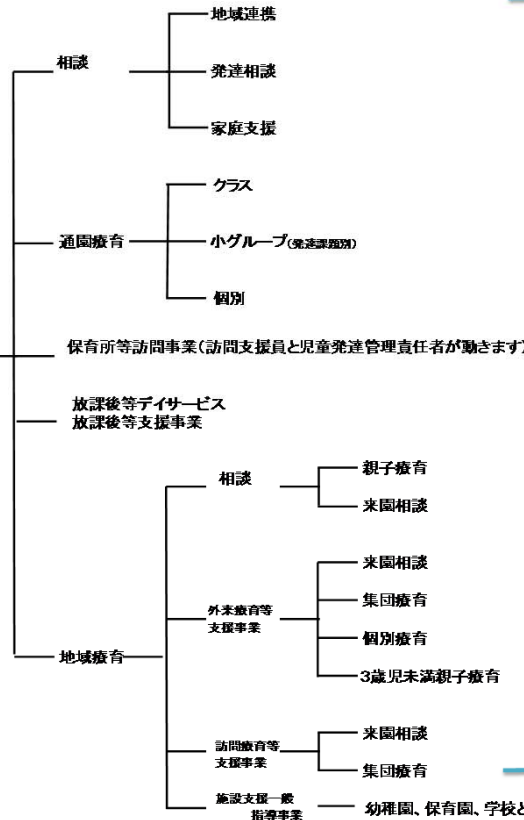 相談
地域連携
発達相談
家庭支援
通園療育
クラス
小グループ(発達課題別)
個別
保育所等訪問事業(訪問支援員と児童発達管理責任者が動きます)
放課後等デイサービス
放課後等支援事業
地域療育
相談
親子療育
来園相談
外来療育等
支援事業
来園相談
集団療育
個別療育
3歳児未満親子療育
訪問療育等
支援事業
来園相談
集団療育
施設支援一般
指導事業
幼稚園、保育園、学校と